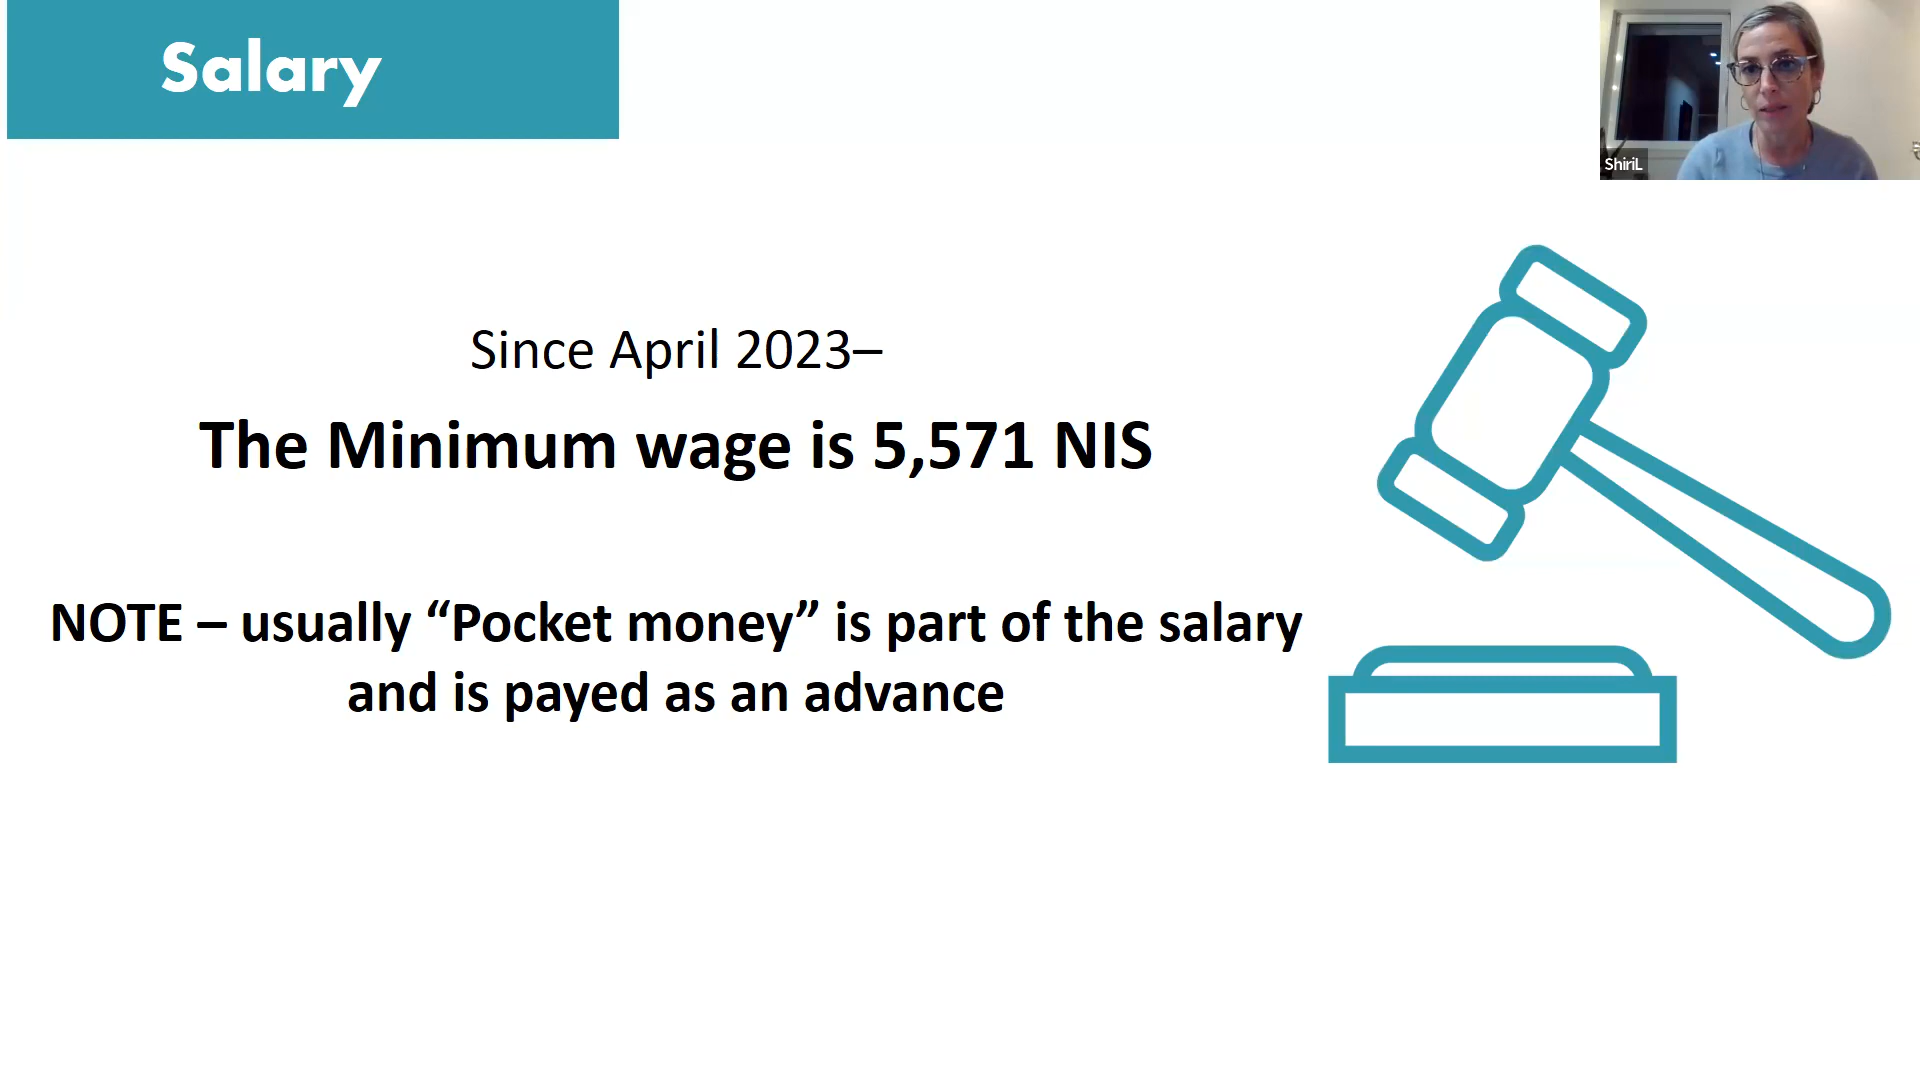 Salary
ShiriL
Since April 2023–
The Minimum wage is 5,571 NIS
NOTE – usually “Pocket money” is part of the salary
and is payed as an advance